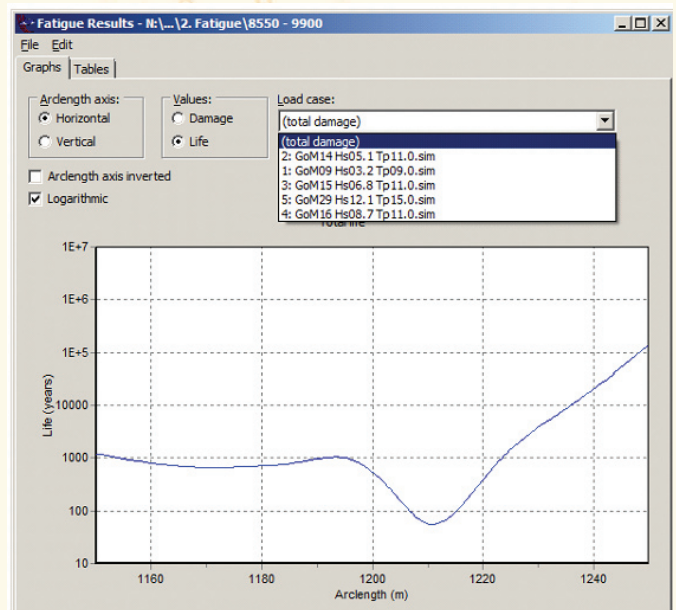 Fatigue Results - N:\...\2. Fatigue\8550 - 9900
File Edit
Graphs Tables
Arclength axis:
Horizontal
Vertical
Values:
Damage
Life
Load case:
(total damage)
(total damage)
2: GoM14 Hs05.1 Tp11.0.sim
1: GoM09 Hs03.2 Tp09.0.sim
3: GoM15 Hs06.8 Tp11.0.sim
5: GoM29 Hs12.1 Tp15.0.sim
4: GoM16 Hs08.7 Tp11.0.sim
Arclength axis inverted
Logarithmic
Total life
1E+7
1E+6
1E+5
10000
1000
100
10
Life (years)
1160 1180 1200 1220 1240
Arclength (m)